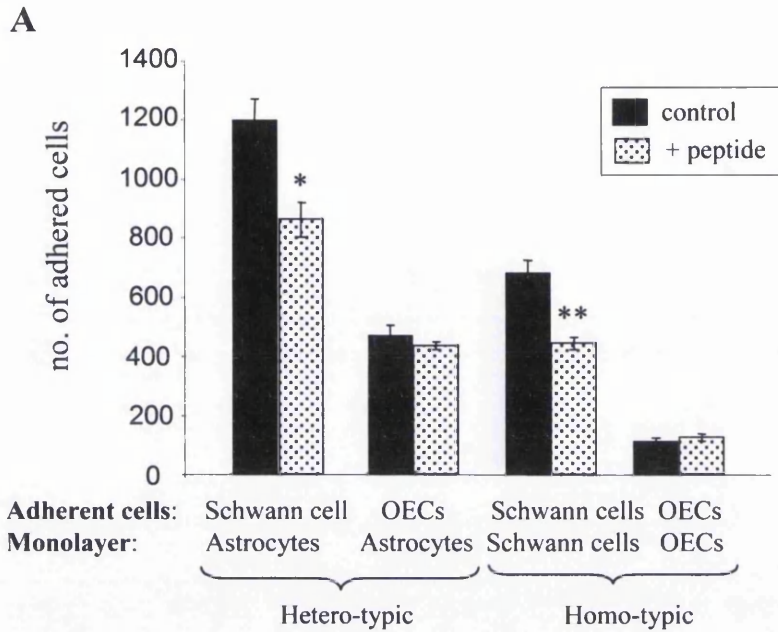 A
1400
1200
1000
800
600
400
200
0
no. of adhered cells
control
+ peptide
*
**
Adherent cells: Schwann cell OECs Schwann cells OECs
Monolayer: Astrocytes Astrocytes Schwann cells OECs
Hetero-typic Homo-typic